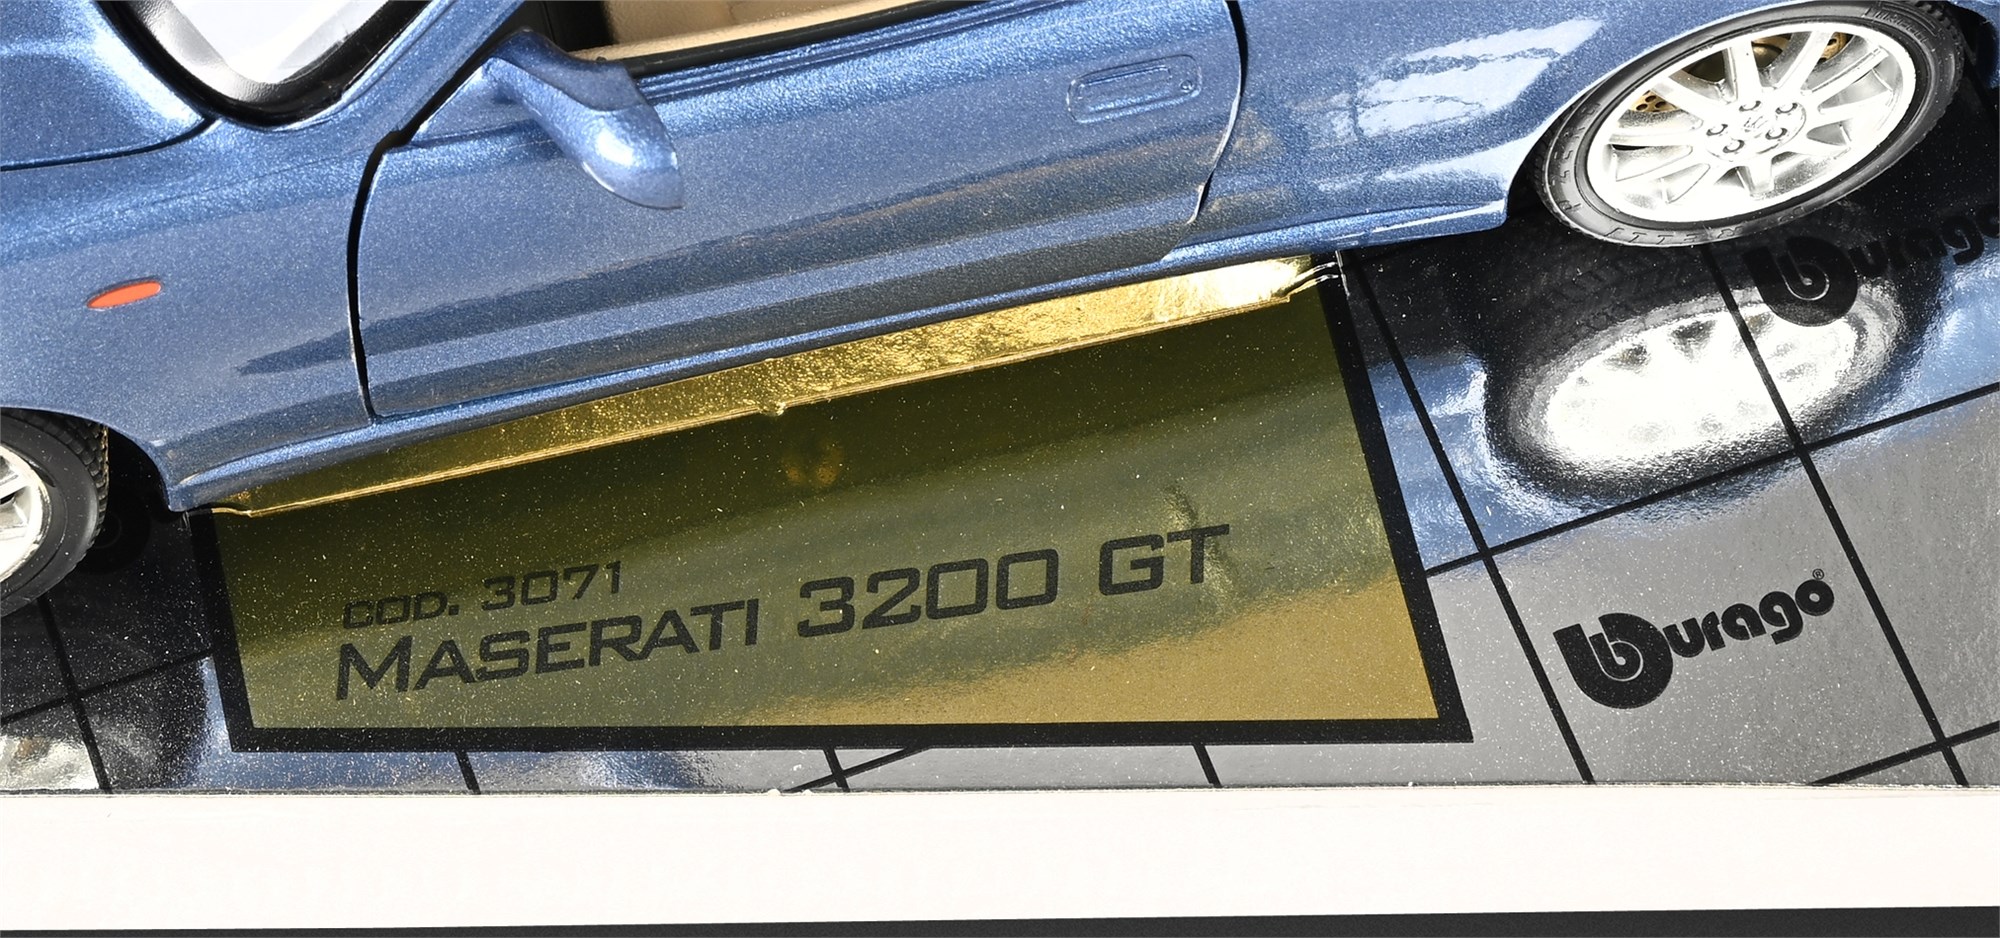 COD. 3071
MASERATI 3200 GT
burago®
burago